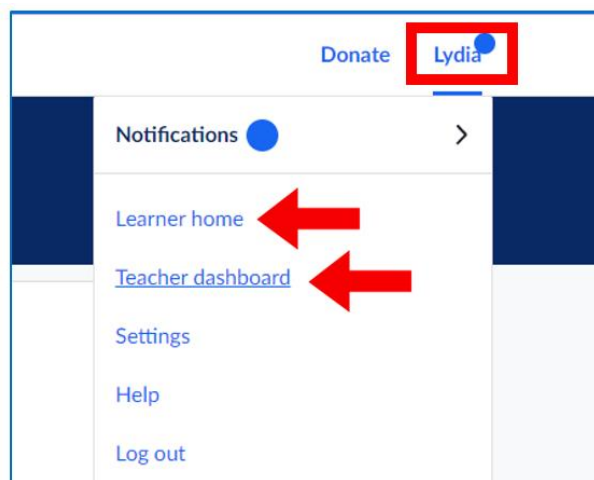 Donate Lydia
Notifications
Learner home
Teacher dashboard
Settings
Help
Log out